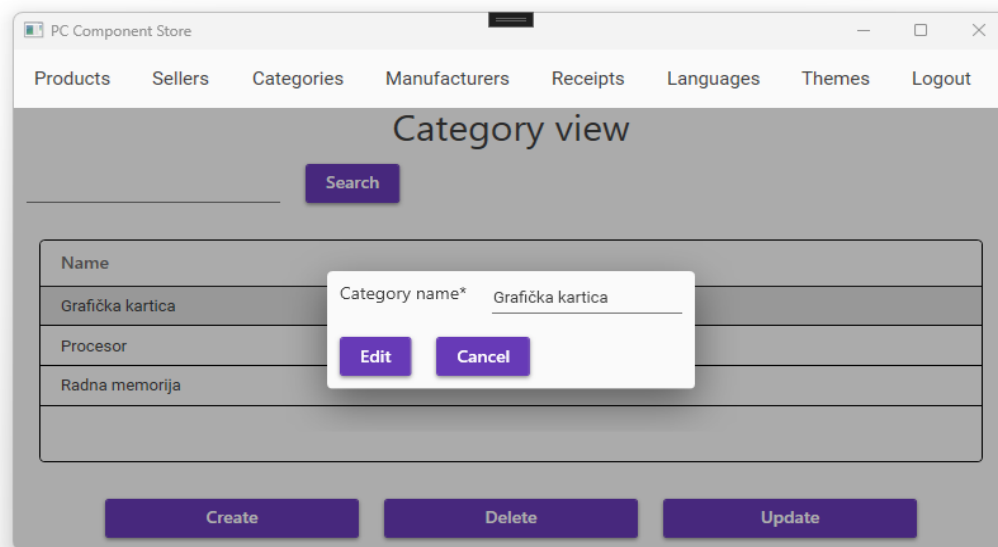 PC Component Store
Products Sellers Categories Manufacturers Receipts Languages Themes Logout
Category view
Search
Name
Grafička kartica
Procesor
Radna memorija
Category name* Grafička kartica
Edit Cancel
Create Delete Update